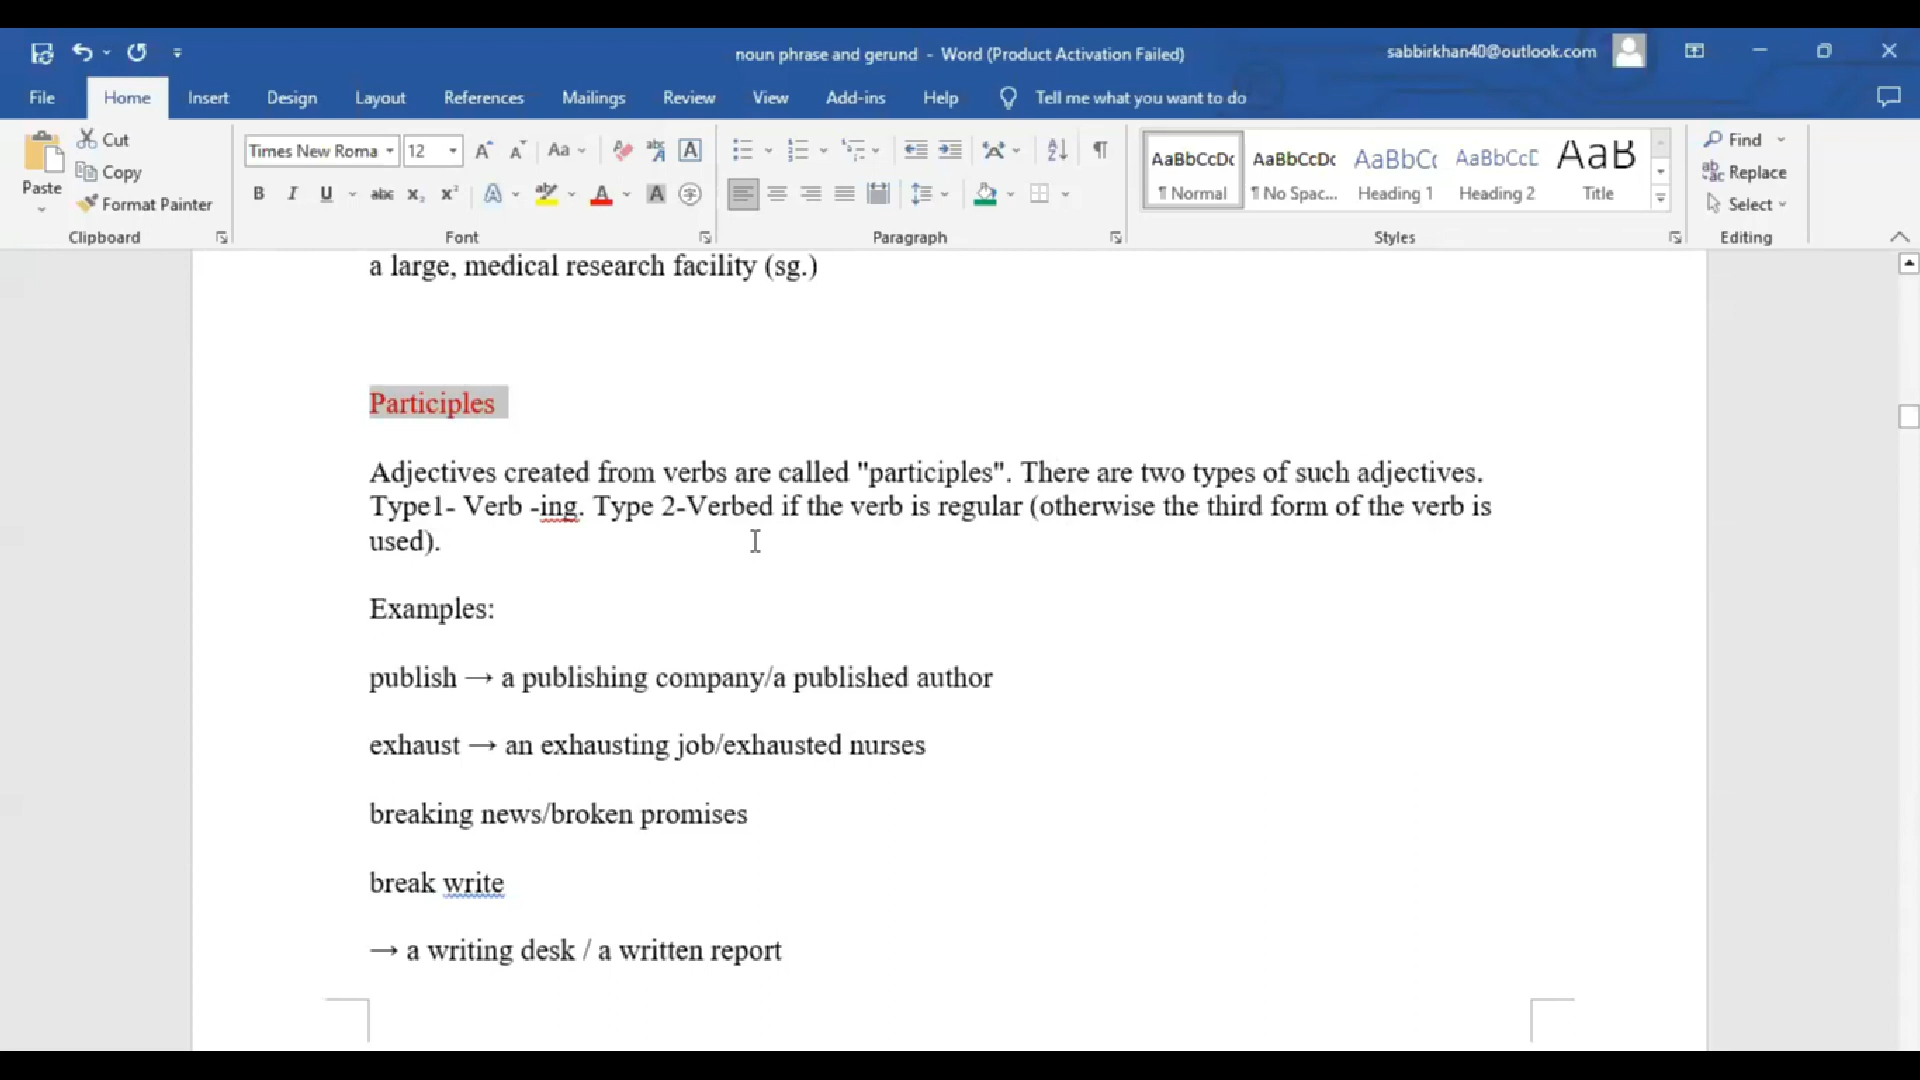 noun phrase and gerund - Word (Product Activation Failed)
sabbirkhan40@outlook.com
File Home Insert Design Layout References Mailings Review View Add-ins Help Tell me what you want to do
Paste
Cut
Copy
Format Painter
Clipboard
Times New Roma 12
Font
Paragraph
AaBbCcDc AaBbCcDc AaBbC AaBbCcD AaB
¶ Normal ¶ No Spac... Heading 1 Heading 2 Title
Styles
Find
Replace
Select
Editing
a large, medical research facility (sg.)
Participles
Adjectives created from verbs are called "participles". There are two types of such adjectives.
Type1- Verb -ing. Type 2-Verbed if the verb is regular (otherwise the third form of the verb is
used).
Examples:
publish → a publishing company/a published author
exhaust → an exhausting job/exhausted nurses
breaking news/broken promises
break write
→ a writing desk / a written report